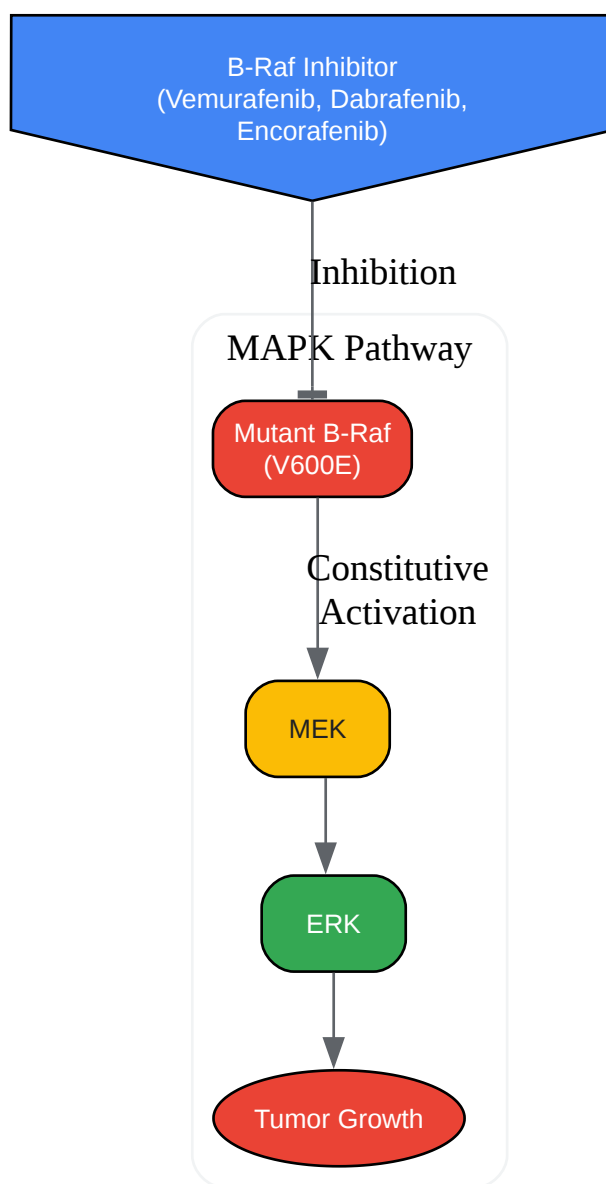 B-Raf Inhibitor
(Vemurafenib, Dabrafenib,
Encorafenib)
Inhibition
MAPK Pathway
Mutant B-Raf
(V600E)
Constitutive
Activation
MEK
ERK
Tumor Growth